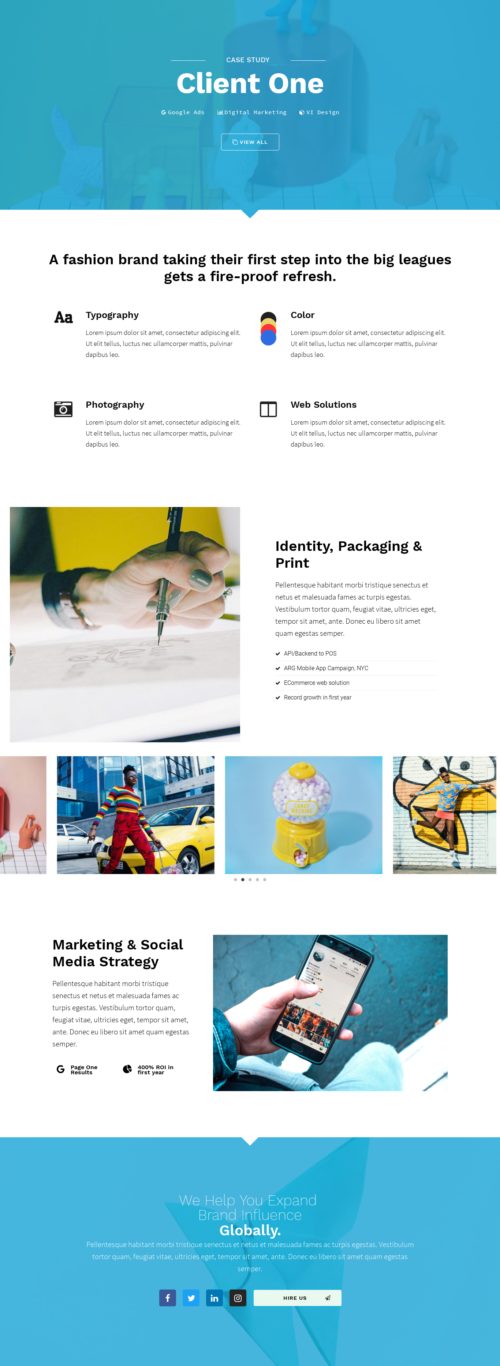 CASE STUDY
Client One
Google Ads
Digital Marketing
VI Design
VIEW ALL
A fashion brand taking their first step into the big leagues
gets a fire-proof refresh.
Aa
Typography
Lorem ipsum dolor sit amet, consectetur adipiscing elit.
Ut elit tellus, luctus nec ullamcorper mattis, pulvinar
dapibus leo.
Color
Lorem ipsum dolor sit amet, consectetur adipiscing elit.
Ut elit tellus, luctus nec ullamcorper mattis, pulvinar
dapibus leo.
Photography
Lorem ipsum dolor sit amet, consectetur adipiscing elit.
Ut elit tellus, luctus nec ullamcorper mattis, pulvinar
dapibus leo.
Web Solutions
Lorem ipsum dolor sit amet, consectetur adipiscing elit.
Ut elit tellus, luctus nec ullamcorper mattis, pulvinar
dapibus leo.
Identity, Packaging &
Print
Pellentesque habitant morbi tristique senectus et
netus et malesuada fames ac turpis egestas.
Vestibulum tortor quam, feugiat vitae, ultricies eget,
tempor sit amet, ante. Donec eu libero sit amet
quam egestas semper.
API/Backend to POS
ARS Mobile App Campaign, NYC
ECommerce web solution
Record growth in first year
Marketing & Social
Media Strategy
Pellentesque habitant morbi tristique
senectus et netus et malesuada fames ac
turpis egestas. Vestibulum tortor quam,
feugiat vitae, ultricies eget, tempor sit amet,
ante. Donec eu libero sit amet quam egestas
semper.
Page One
Results
400% ROI in
first year
We Help You Expand
Brand Influence
Globally.
Pellentesque habitant morbi tristique senectus et netus et malesuada fames ac turpis egestas. Vestibulum
tortor quam, feugiat vitae, ultricies eget, tempor sit amet, ante. Donec eu libero sit amet quam egestas
semper.
HIRE US